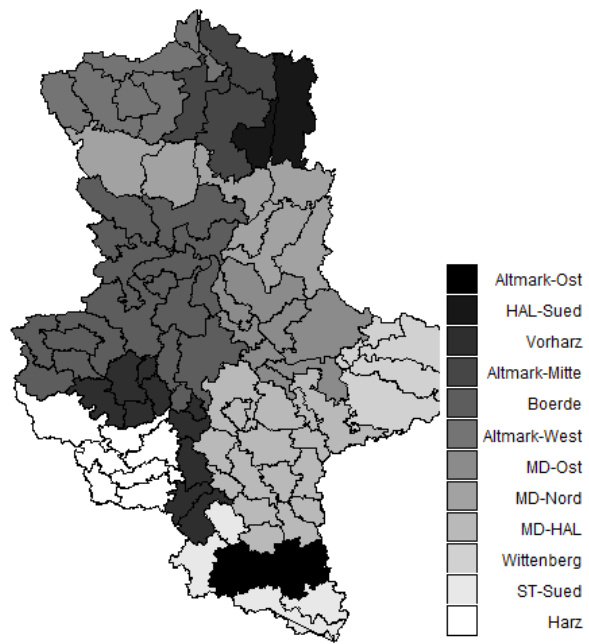 Altmark-Ost
HAL-Sued
Vorharz
Altmark-Mitte
Boerde
Altmark-West
MD-Ost
MD-Nord
MD-HAL
Wittenberg
ST-Sued
Harz